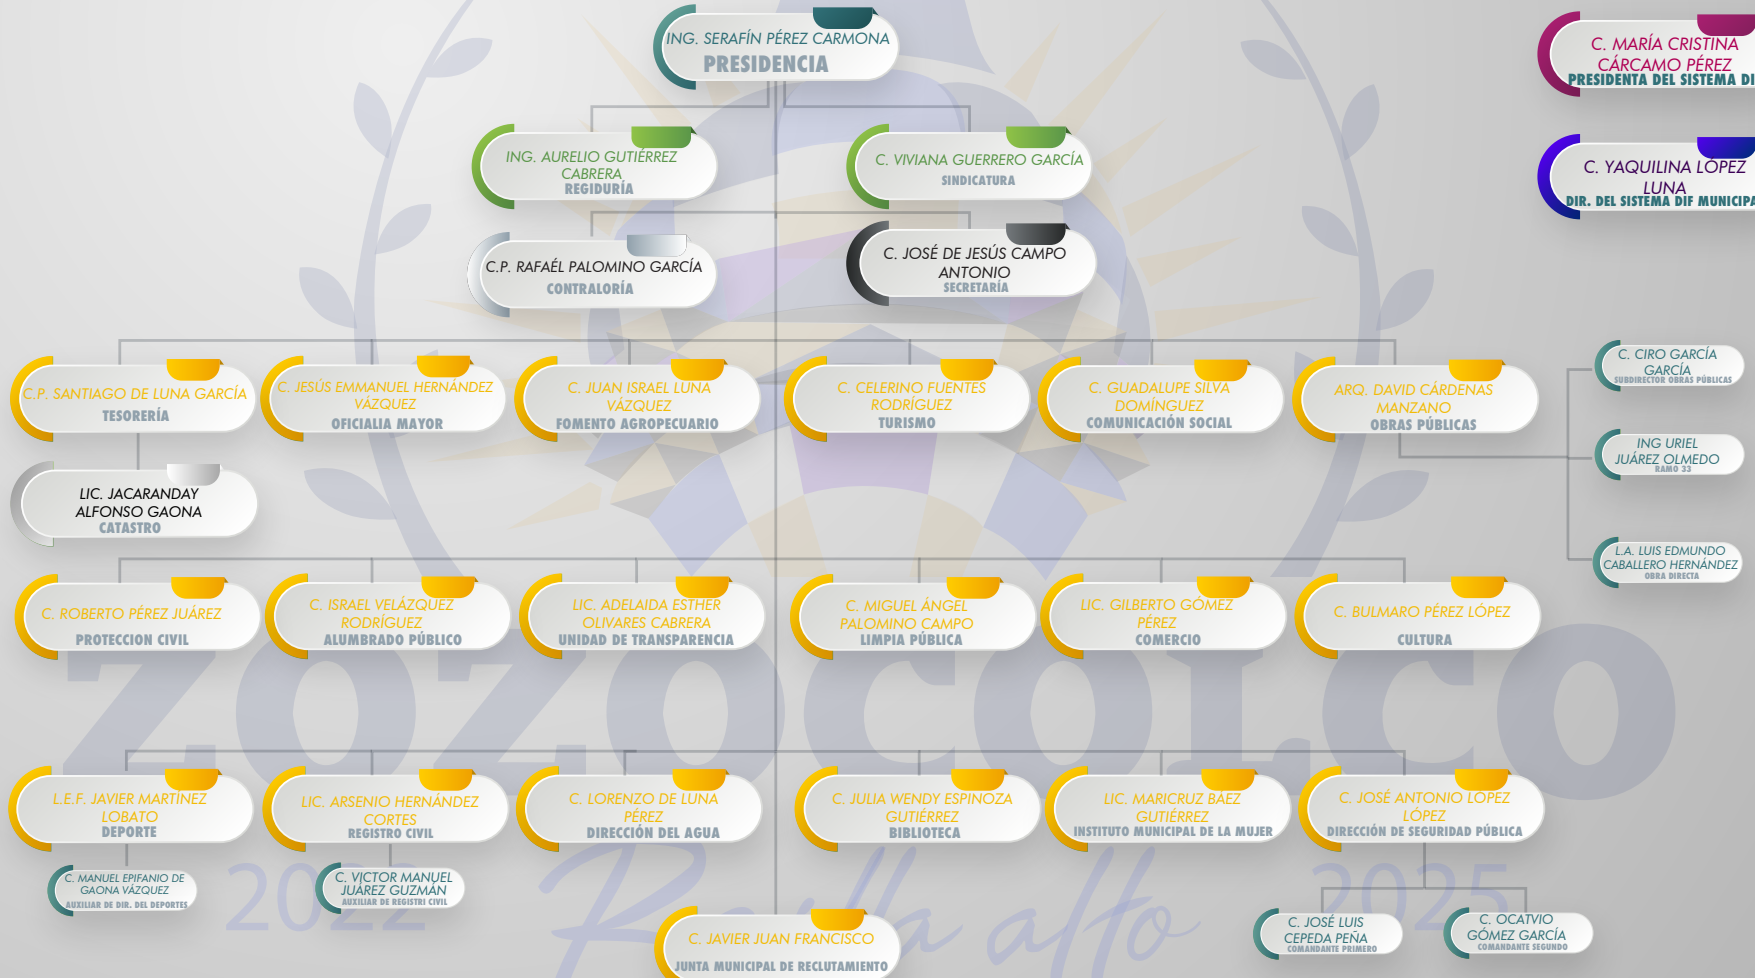 ING. SERAFÍN PÉREZ CARMONA
PRESIDENCIA
C. MARÍA CRISTINA
CÁRCAMO PÉREZ
PRESIDENTA DEL SISTEMA DI
ING. AURELIO GUTIÉRREZ
CABRERA
REGIDURÍA
C. VIVIANA GUERRERO GARCÍA
SINDICATURA
C. YAQUILINA LÓPEZ
LUNA
DIR. DEL SISTEMA DIF MUNICIPA
C.P. RAFAÉL PALOMINO GARCÍA
CONTRALORÍA
C. JOSÉ DE JESÚS CAMPO
ANTONIO
SECRETARÍA
C.P. SANTIAGO DE LUNA GARCÍA
TESORERÍA
C. JESÚS EMMANUEL HERNÁNDEZ
VÁZQUEZ
OFICIALIA MAYOR
C. JUAN ISRAEL LUNA
VÁZQUEZ
FOMENTO AGROPECUARIO
C. CELERINO FUENTES
RODRÍGUEZ
TURISMO
C. GUADALUPE SILVA
DOMÍNGUEZ
COMUNICACIÓN SOCIAL
ARQ. DAVID CÁRDENAS
MANZANO
OBRAS PÚBLICAS
C. CIRO GARCÍA
GARCÍA
SUBDIRECTOR OBRAS PÚBLICAS
ING URIEL
JUÁREZ OLMEDO
RAMO 33
L.A. LUIS EDMUNDO
CABALLERO HERNÁNDEZ
OBRA DIRECTA
LIC. JACARANDAY
ALFONSO GAONA
CATASTRO
C. ROBERTO PÉREZ JUÁREZ
PROTECCION CIVIL
C. ISRAEL VELÁZQUEZ
RODRÍGUEZ
ALUMBRADO PÚBLICO
LIC. ADELAIDA ESTHER
OLIVARES CABRERA
UNIDAD DE TRANSPARENCIA
C. MIGUEL ÁNGEL
PALOMINO CAMPO
LIMPIA PÚBLICA
LIC. GILBERTO GÓMEZ
PÉREZ
COMERCIO
C. BULMARO PÉREZ LÓPEZ
CULTURA
ZOZOCOLCO
L.E.F. JAVIER MARTÍNEZ
LOBATO
DEPORTE
LIC. ARSENIO HERNÁNDEZ
CORTES
REGISTRO CIVIL
C. LORENZO DE LUNA
PÉREZ
DIRECCIÓN DEL AGUA
C. JULIA WENDY ESPINOZA
GUTIÉRREZ
BIBLIOTECA
LIC. MARICRUZ BÁEZ
GUTIÉRREZ
INSTITUTO MUNICIPAL DE LA MUJER
C. JOSÉ ANTONIO LÓPEZ
LÓPEZ
DIRECCIÓN DE SEGURIDAD PÚBLICA
C. MANUEL EPIFANIO DE
GAONA VÁZQUEZ
AUXILIAR DE DIR. DEL DEPORTES
C. VICTOR MANUEL
JUÁREZ GUZMÁN
AUXILIAR DE REGISTRI CIVIL
2022
alto
2025
C. JAVIER JUAN FRANCISCO
JUNTA MUNICIPAL DE RECLUTAMIENTO
C. JOSÉ LUIS
CEPEDA PEÑA
COMANDANTE PRIMERO
C. OCATVIO
GÓMEZ GARCÍA
COMANDANTE SEGUNDO